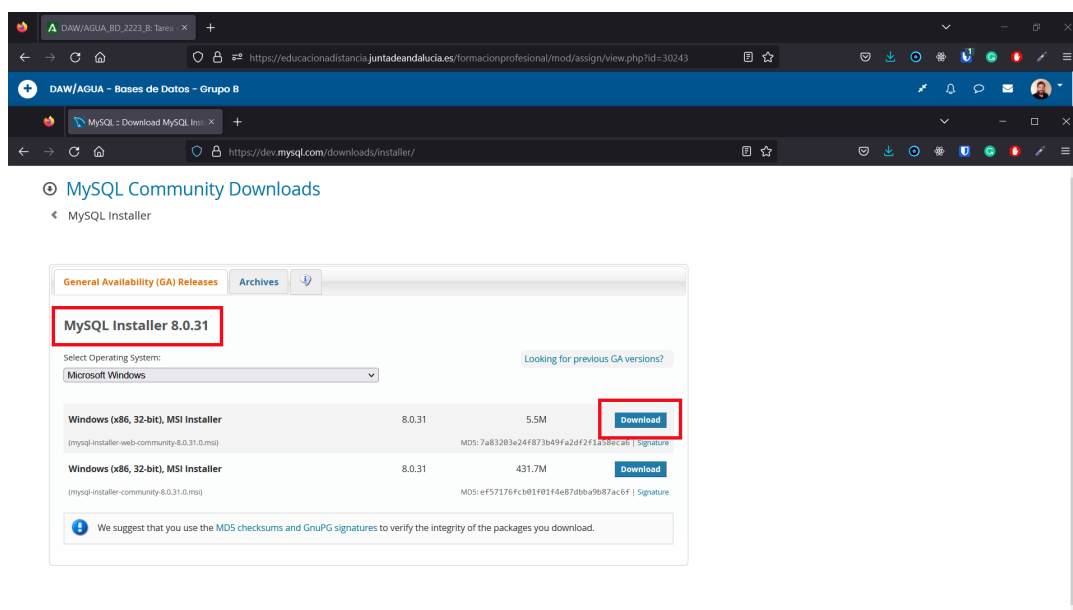 DAW/AGUA_BD_2223_B: Tarea
https://educacionadistancia.juntadeandalucia.es/formacionprofesional/mod/assign/view.php?id=30243
1
DAW/AGUA - Bases de Datos - Grupo B
MySQL :: Download MySQL Inst
https://dev.mysql.com/downloads/installer/
MySQL Community Downloads
MySQL Installer
General Availability (GA) Releases Archives
MySQL Installer 8.0.31
Select Operating System:
Looking for previous GA versions?
Microsoft Windows
Windows (x86, 32-bit), MSI Installer 8.0.31 5.5M Download
(mysql-installer-web-community-8.0.31.0.msi) MD5: 7a83203e24f873b49fa2df2f1a58eca6 | Signature
Windows (x86, 32-bit), MSI Installer 8.0.31 431.7M Download
(mysql-installer-community-8.0.31.0.msi) MD5: ef57176fcb01f01f4e87dbba9b87ac6f | Signature
We suggest that you use the MD5 checksums and GnuPG signatures to verify the integrity of the packages you download.